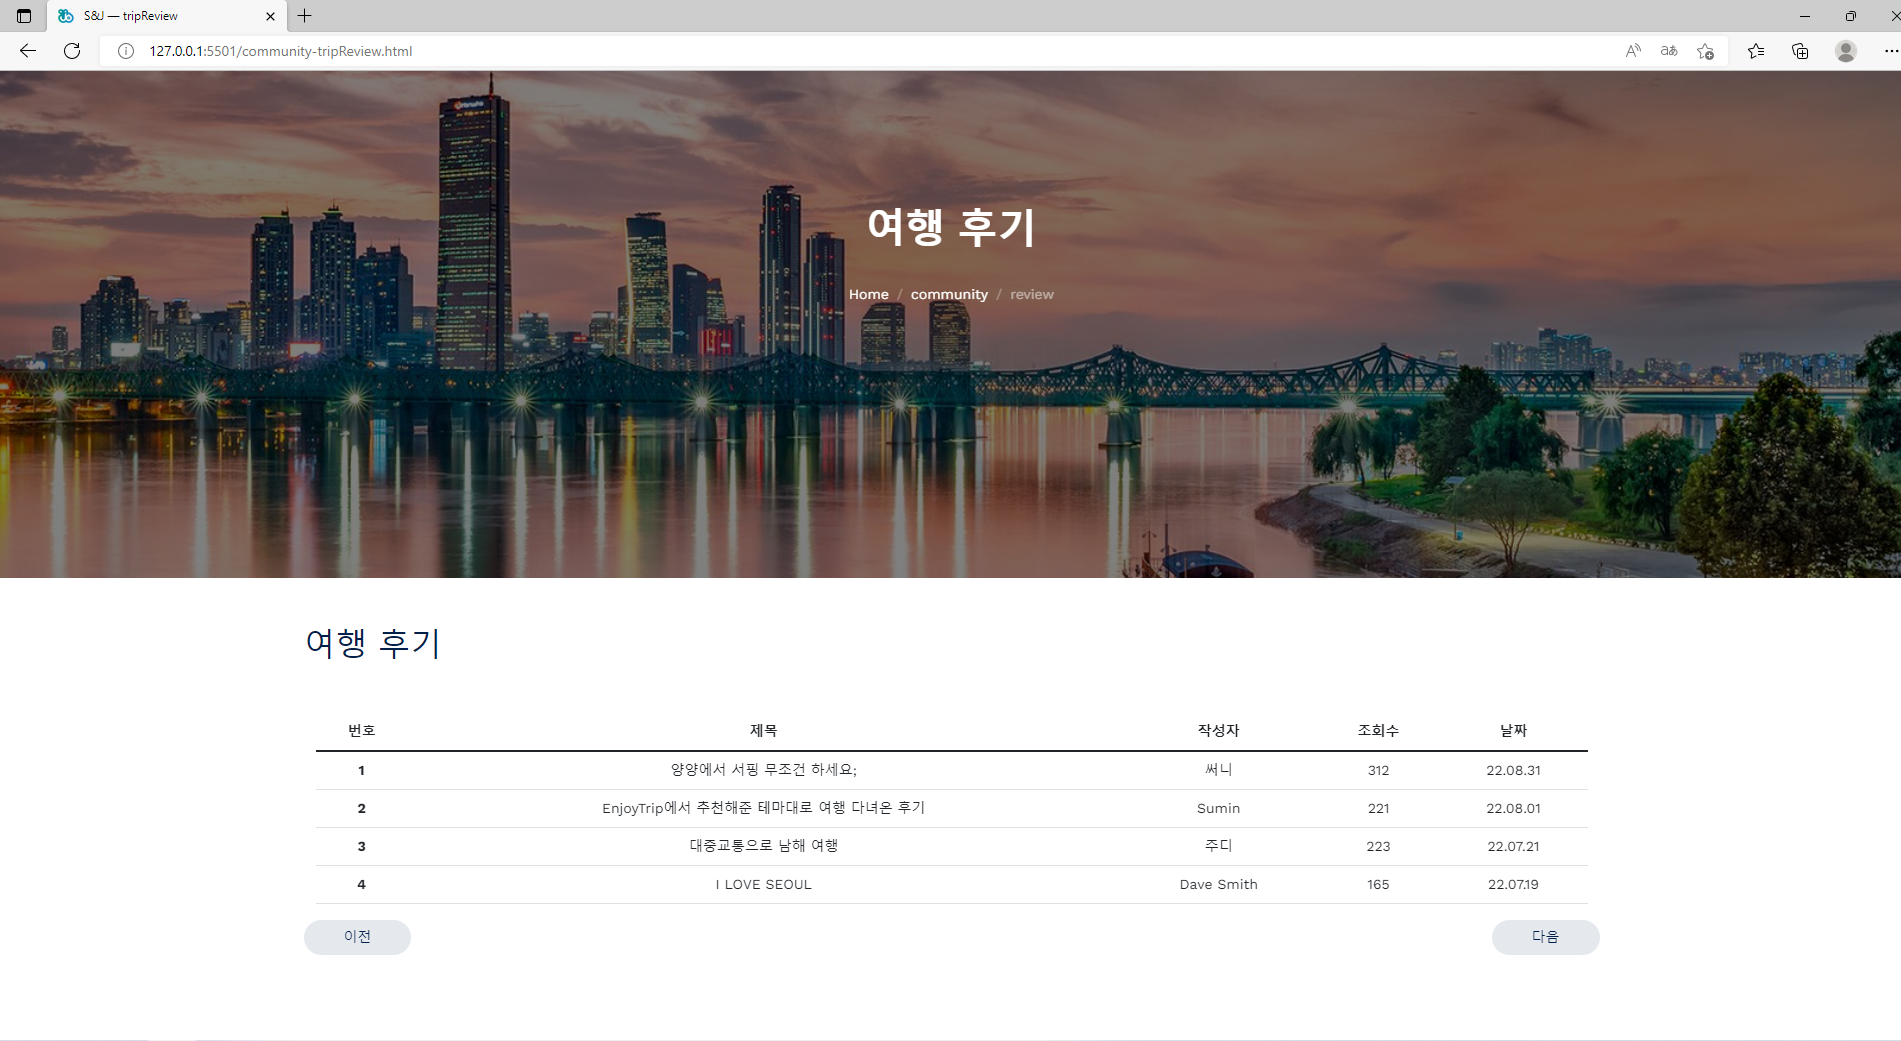 S&J — tripReview
127.0.0.1:5501/community-tripReview.html
여행 후기
Home / community / review
여행 후기
번호 제목 작성자 조회수 날짜
1 양양에서 서핑 무조건 하세요; 써니 312 22.08.31
2 EnjoyTrip에서 추천해준 테마대로 여행 다녀온 후기 Sumin 221 22.08.01
3 대중교통으로 남해 여행 주디 223 22.07.21
4 I LOVE SEOUL Dave Smith 165 22.07.19
이전 다음